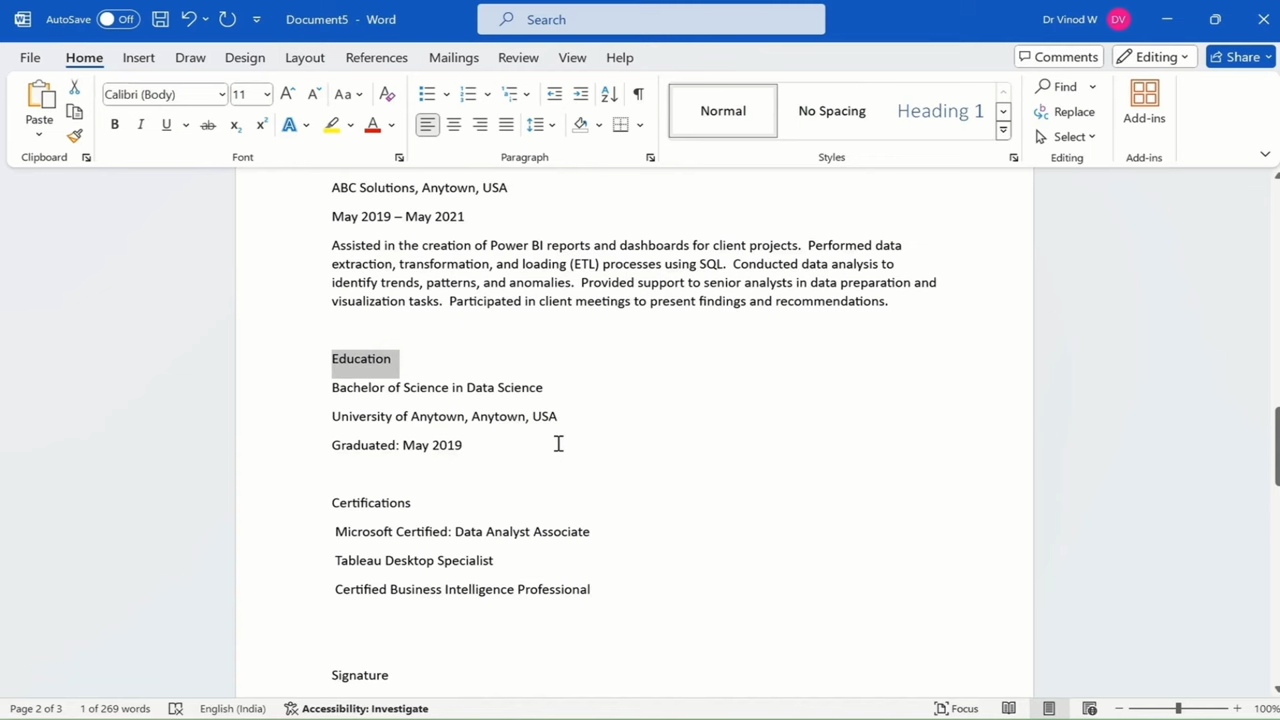 AutoSave Off Document5 - Word Search Dr Vinod W DV
File Home Insert Draw Design Layout References Mailings Review View Help Comments Editing Share
Paste Calibri (Body) 11 Normal No Spacing Heading 1 Find Replace Select Add-ins
Clipboard Font Paragraph Styles Editing Add-ins
ABC Solutions, Anytown, USA
May 2019 – May 2021
Assisted in the creation of Power BI reports and dashboards for client projects. Performed data
extraction, transformation, and loading (ETL) processes using SQL. Conducted data analysis to
identify trends, patterns, and anomalies. Provided support to senior analysts in data preparation and
visualization tasks. Participated in client meetings to present findings and recommendations.
Education
Bachelor of Science in Data Science
University of Anytown, Anytown, USA
Graduated: May 2019
Certifications
Microsoft Certified: Data Analyst Associate
Tableau Desktop Specialist
Certified Business Intelligence Professional
Signature
Page 2 of 3 1 of 269 words English (India) Accessibility: Investigate Focus 100%